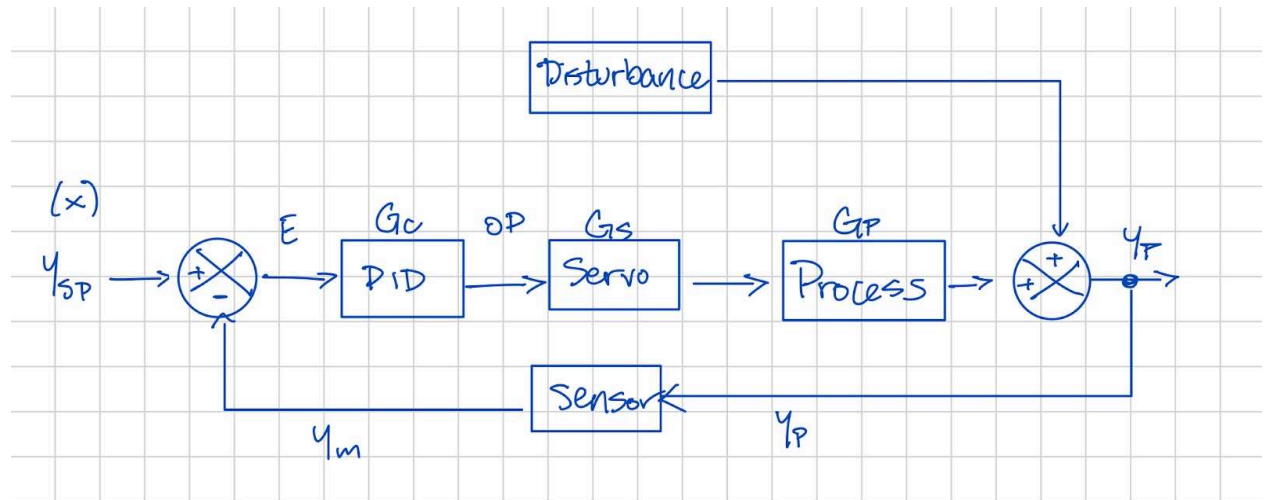 Disturbance
(x)
E
Gc
OP
Gs
GP
yP
ySP
+
-
PID
Servo
Process
+
+
Sensor
ym
yP